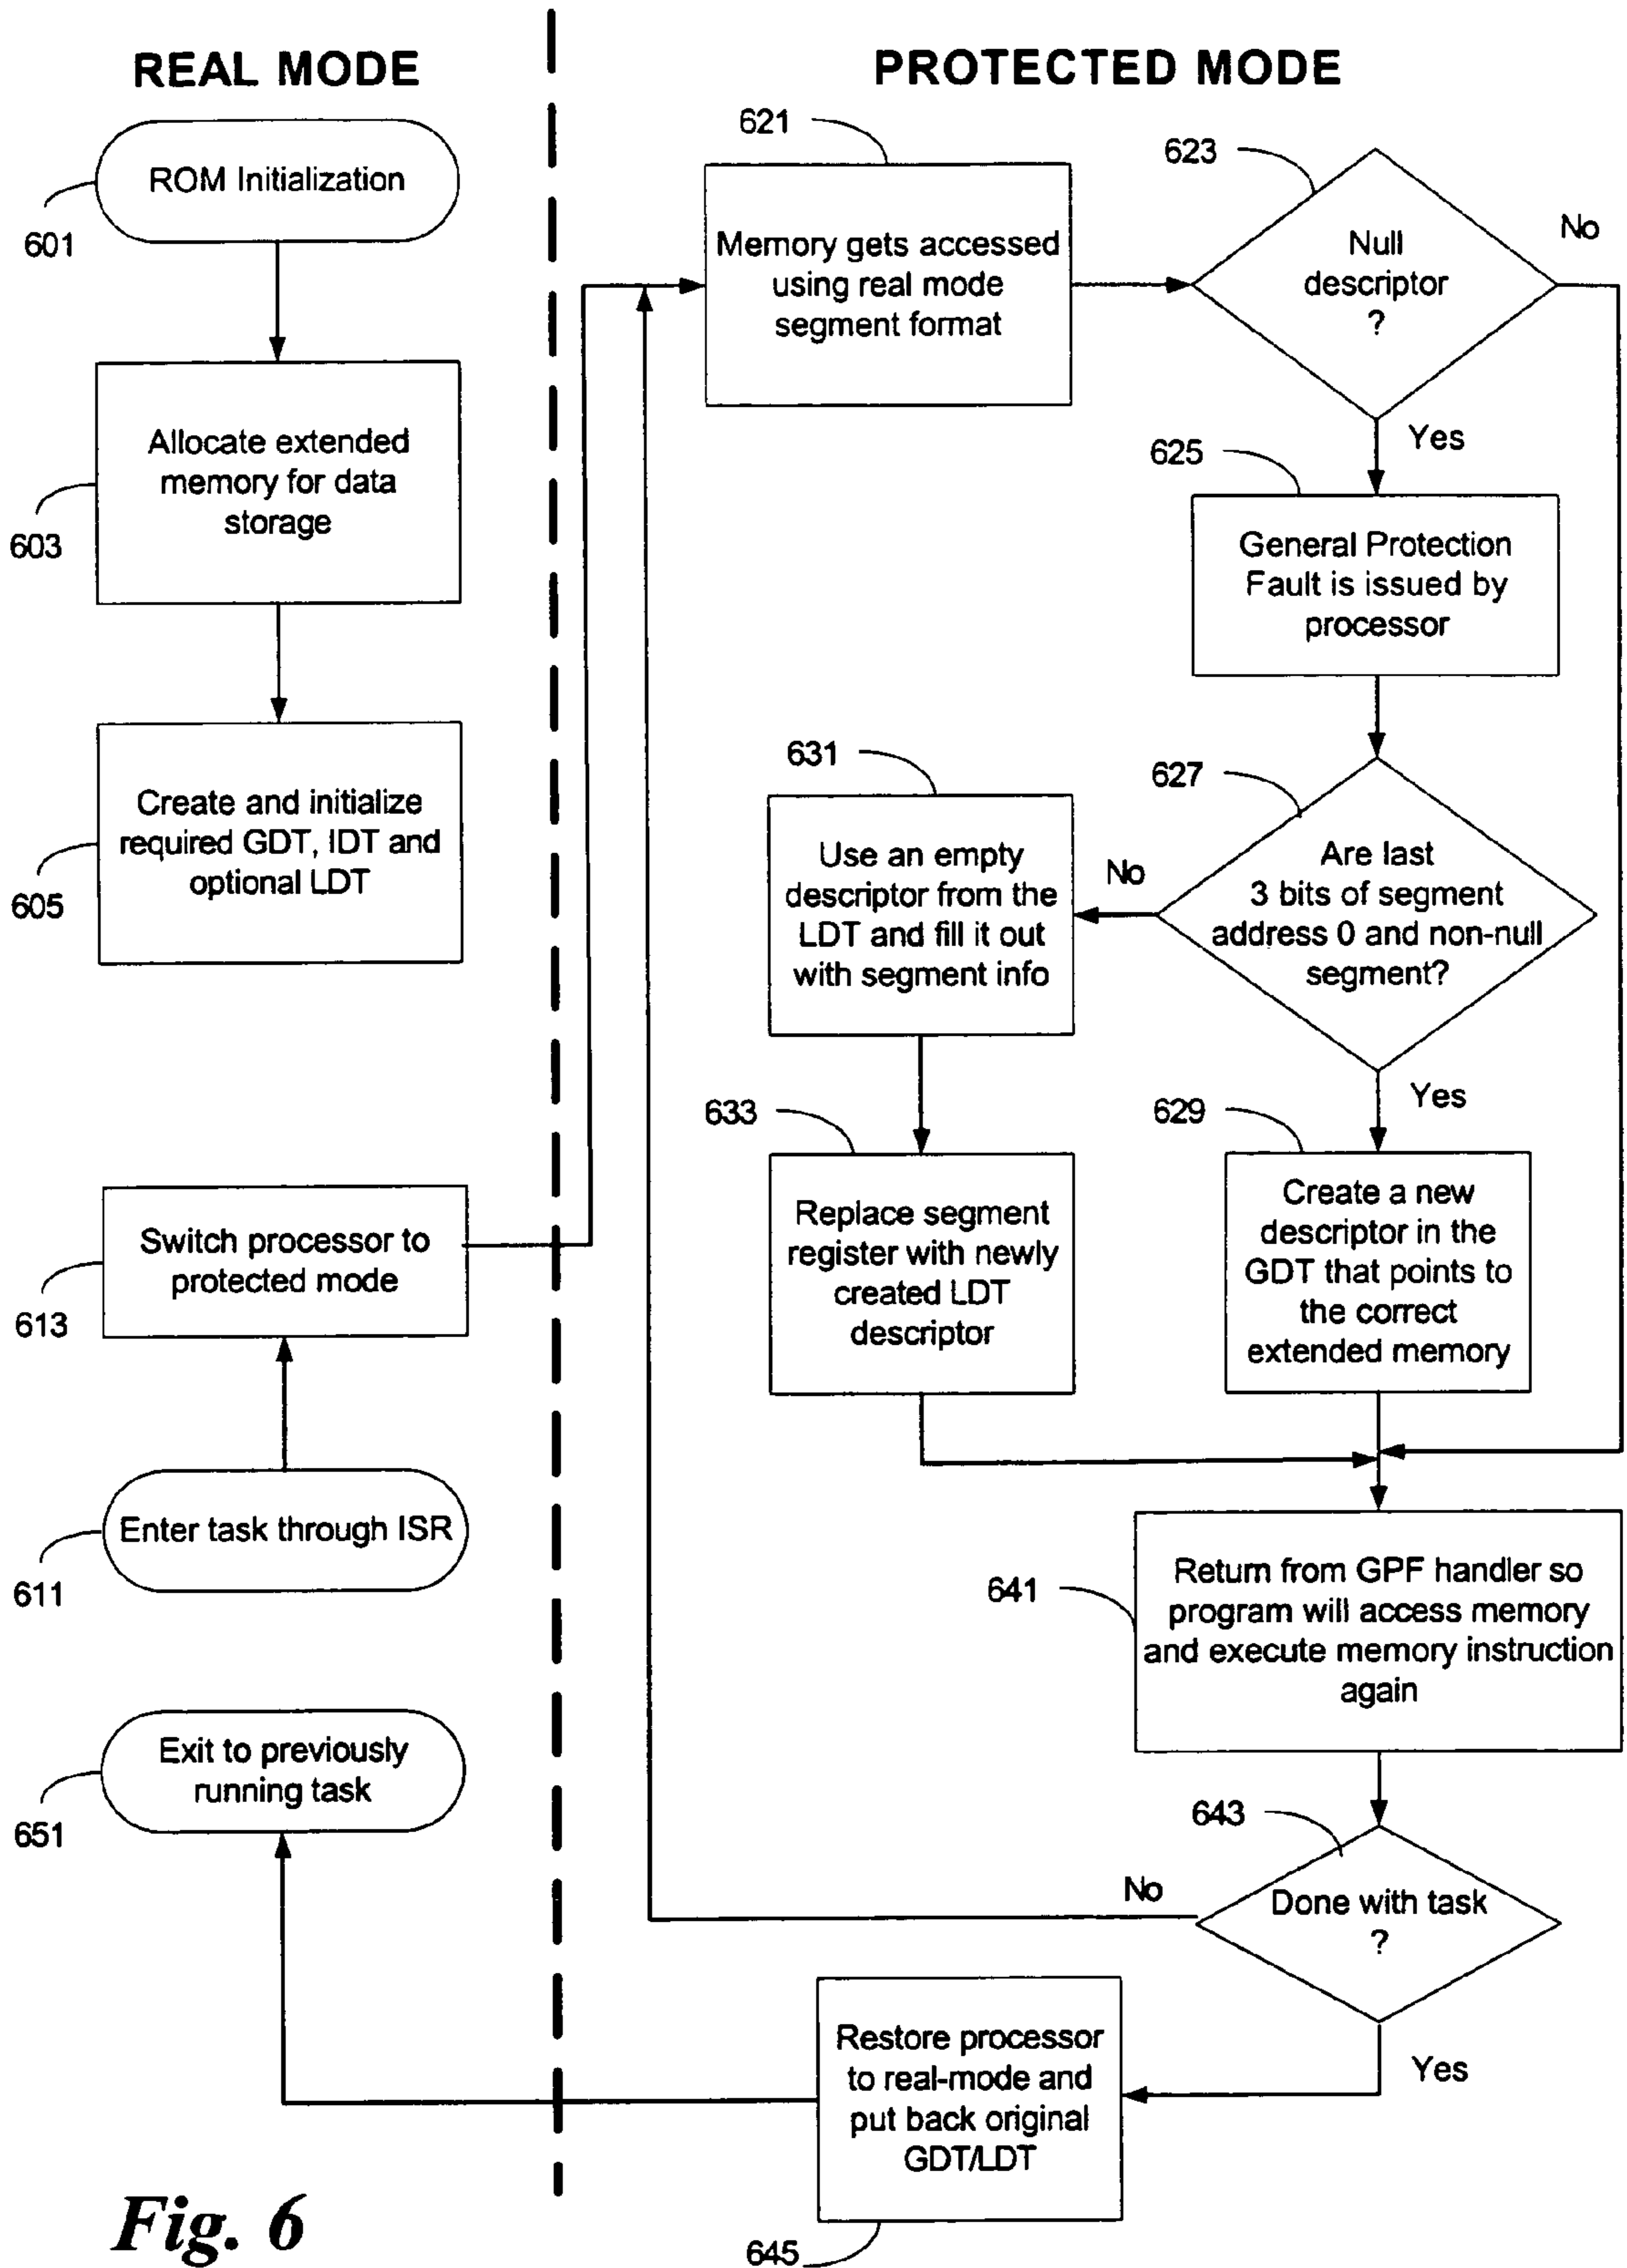 REAL MODE
ROM Initialization
601
Allocate extended
memory for data
storage
603
Create and initialize
required GDT, IDT and
optional LDT
605
Switch processor to
protected mode
613
Enter task through ISR
611
Exit to previously
running task
651
PROTECTED MODE
621
Memory gets accessed
using real mode
segment format
623
Null
descriptor
?
No
Yes
625
General Protection
Fault is issued by
processor
627
Are last
3 bits of segment
address 0 and non-null
segment?
No
Yes
631
Use an empty
descriptor from the
LDT and fill it out
with segment info
633
Replace segment
register with newly
created LDT
descriptor
629
Create a new
descriptor in the
GDT that points to
the correct
extended memory
641
Return from GPF handler so
program will access memory
and execute memory instruction
again
643
Done with task
?
No
Yes
Restore processor
to real-mode and
put back original
GDT/LDT
645
Fig. 6